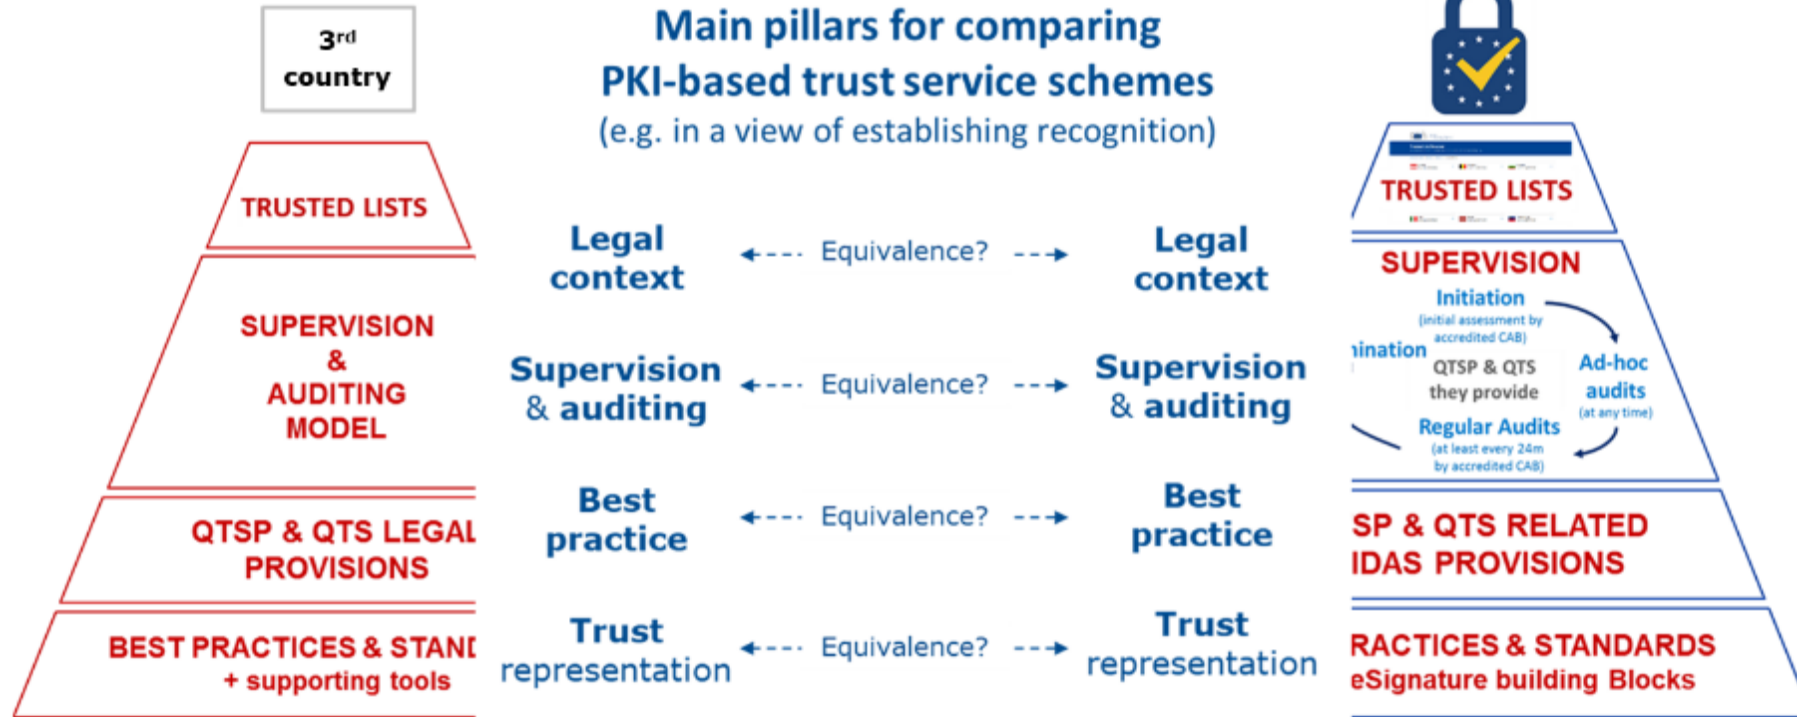 3rd
country
TRUSTED LISTS
SUPERVISION
&
AUDITING
MODEL
QTSP & QTS LEGAL
PROVISIONS
BEST PRACTICES & STAND
+ supporting tools
Main pillars for comparing
PKI-based trust service schemes
(e.g. in a view of establishing recognition)
Legal
context
Equivalence?
Legal
context
Supervision
& auditing
Equivalence?
Supervision
& auditing
Best
practice
Equivalence?
Best
practice
Trust
representation
Equivalence?
Trust
representation
TRUSTED LISTS
SUPERVISION
Initiation
(initial assessment by
accredited CAB)
ination
QTSP & QTS
they provide
Ad-hoc
audits
(at any time)
Regular Audits
(at least every 24m
by accredited CAB)
SP & QTS RELATED
IDAS PROVISIONS
RACTICES & STANDARDS
eSignature building Blocks